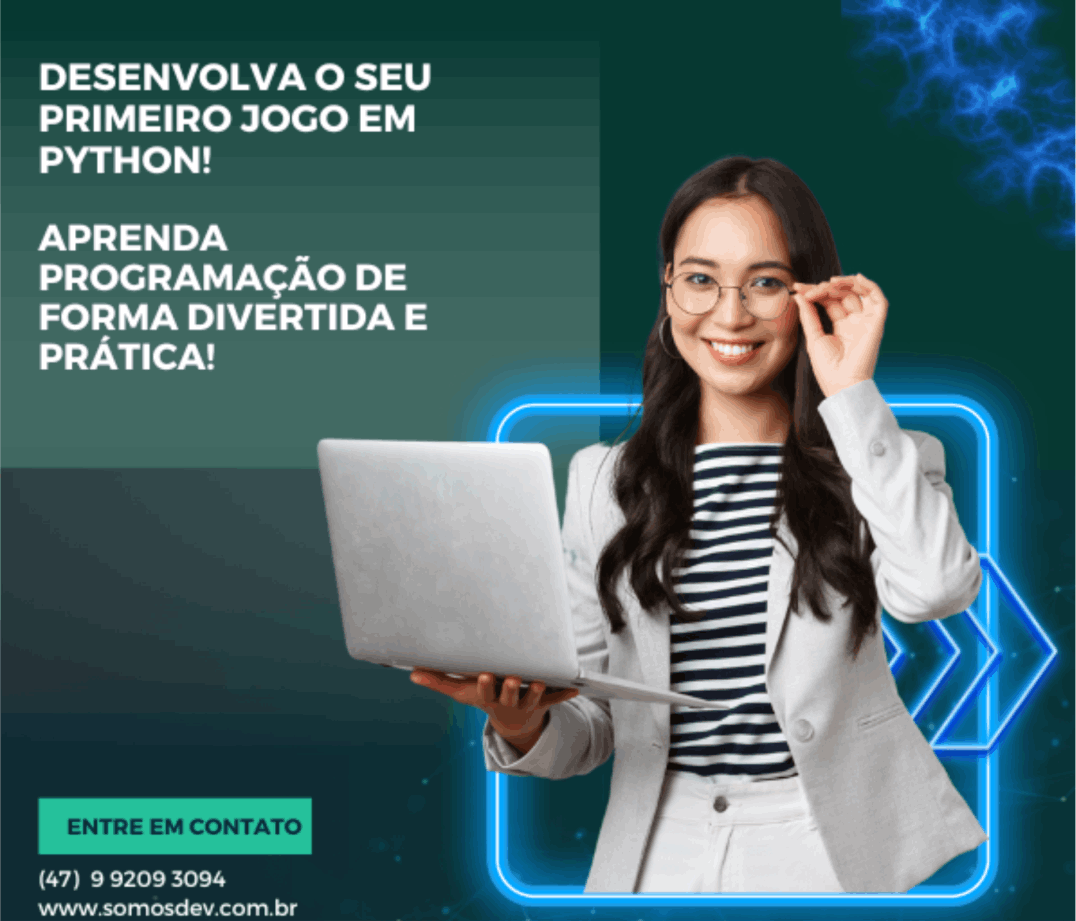 DESENVOLVA O SEU
PRIMEIRO JOGO EM
PYTHON!
APRENDA
PROGRAMAÇÃO DE
FORMA DIVERTIDA E
PRÁTICA!
ENTRE EM CONTATO
(47) 9 9209 3094
www.somosdev.com.br